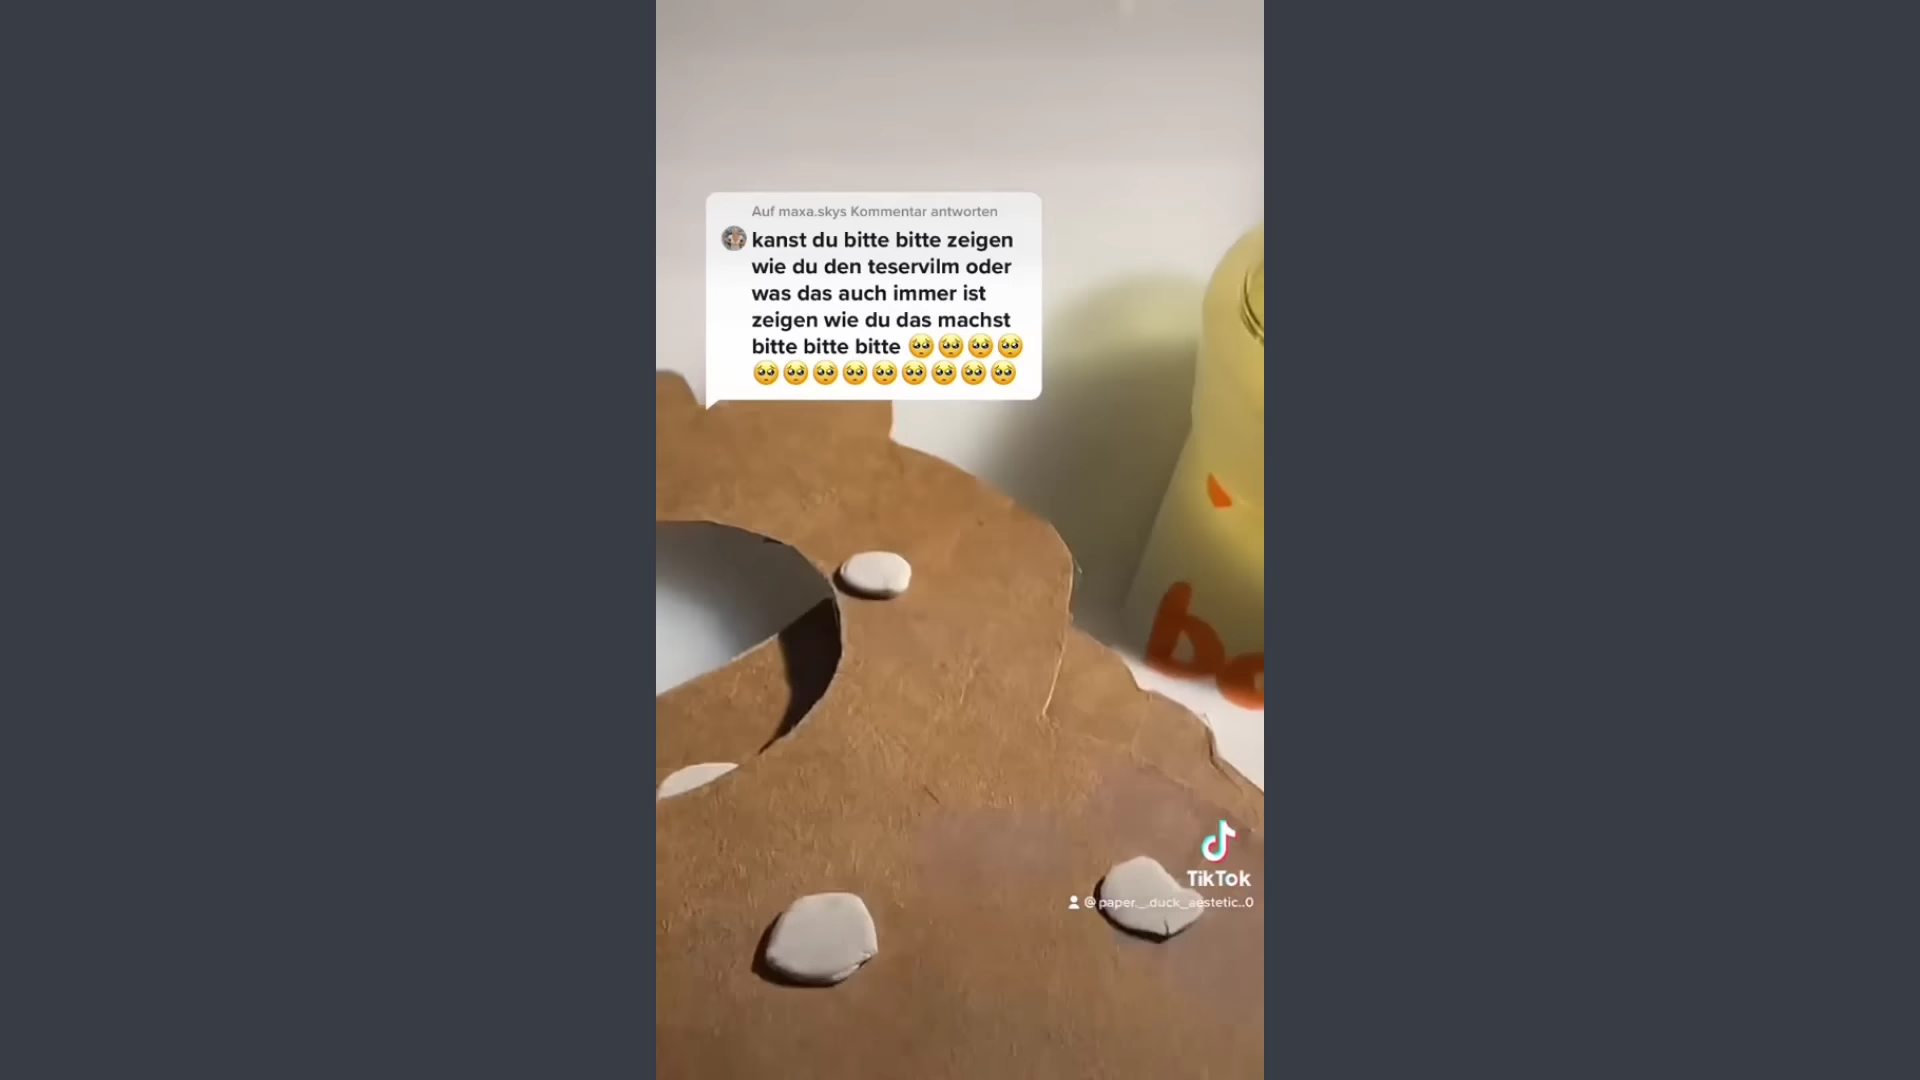 Auf maxa.skys Kommentar antworten
kanst du bitte bitte zeigen
wie du den teservilm oder
was das auch immer ist
zeigen wie du das machst
bitte bitte bitte 🥺🥺🥺🥺
🥺🥺🥺🥺🥺🥺🥺🥺🥺
TikTok
@paper._.duck_aestetic..0